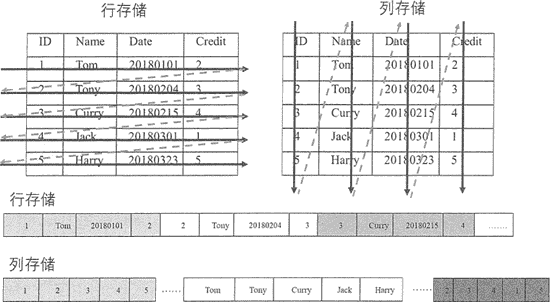 行存储 列存储
ID Name Date Credit ID Name Date Credit
1 Tom 20180101 2 1 Tom 20180101 2
2 Tony 20180204 3 2 Tony 20180204 3
3 Curry 20180215 4 3 Curry 20180215 4
4 Jack 20180301 1 4 Jack 20180301 1
5 Harry 20180323 5 5 Harry 20180323 5
行存储
1 Tom 20180101 2 2 Tony 20180204 3 3 Curry 20180215 4 ……
列存储
1 2 3 4 5 …… Tom Tony Curry Jack Harry …… 2 3 4 1 5